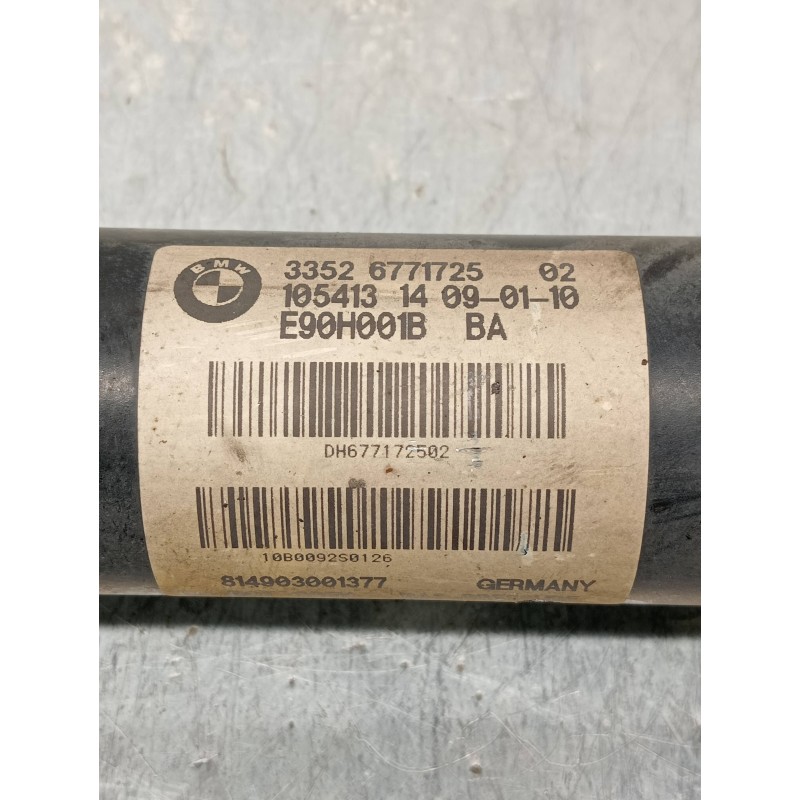 BMW
3352 6771725 02
105413 14 09-01-10
E90H001B BA
DH677172502
10B0092S0126
814903001377 GERMANY